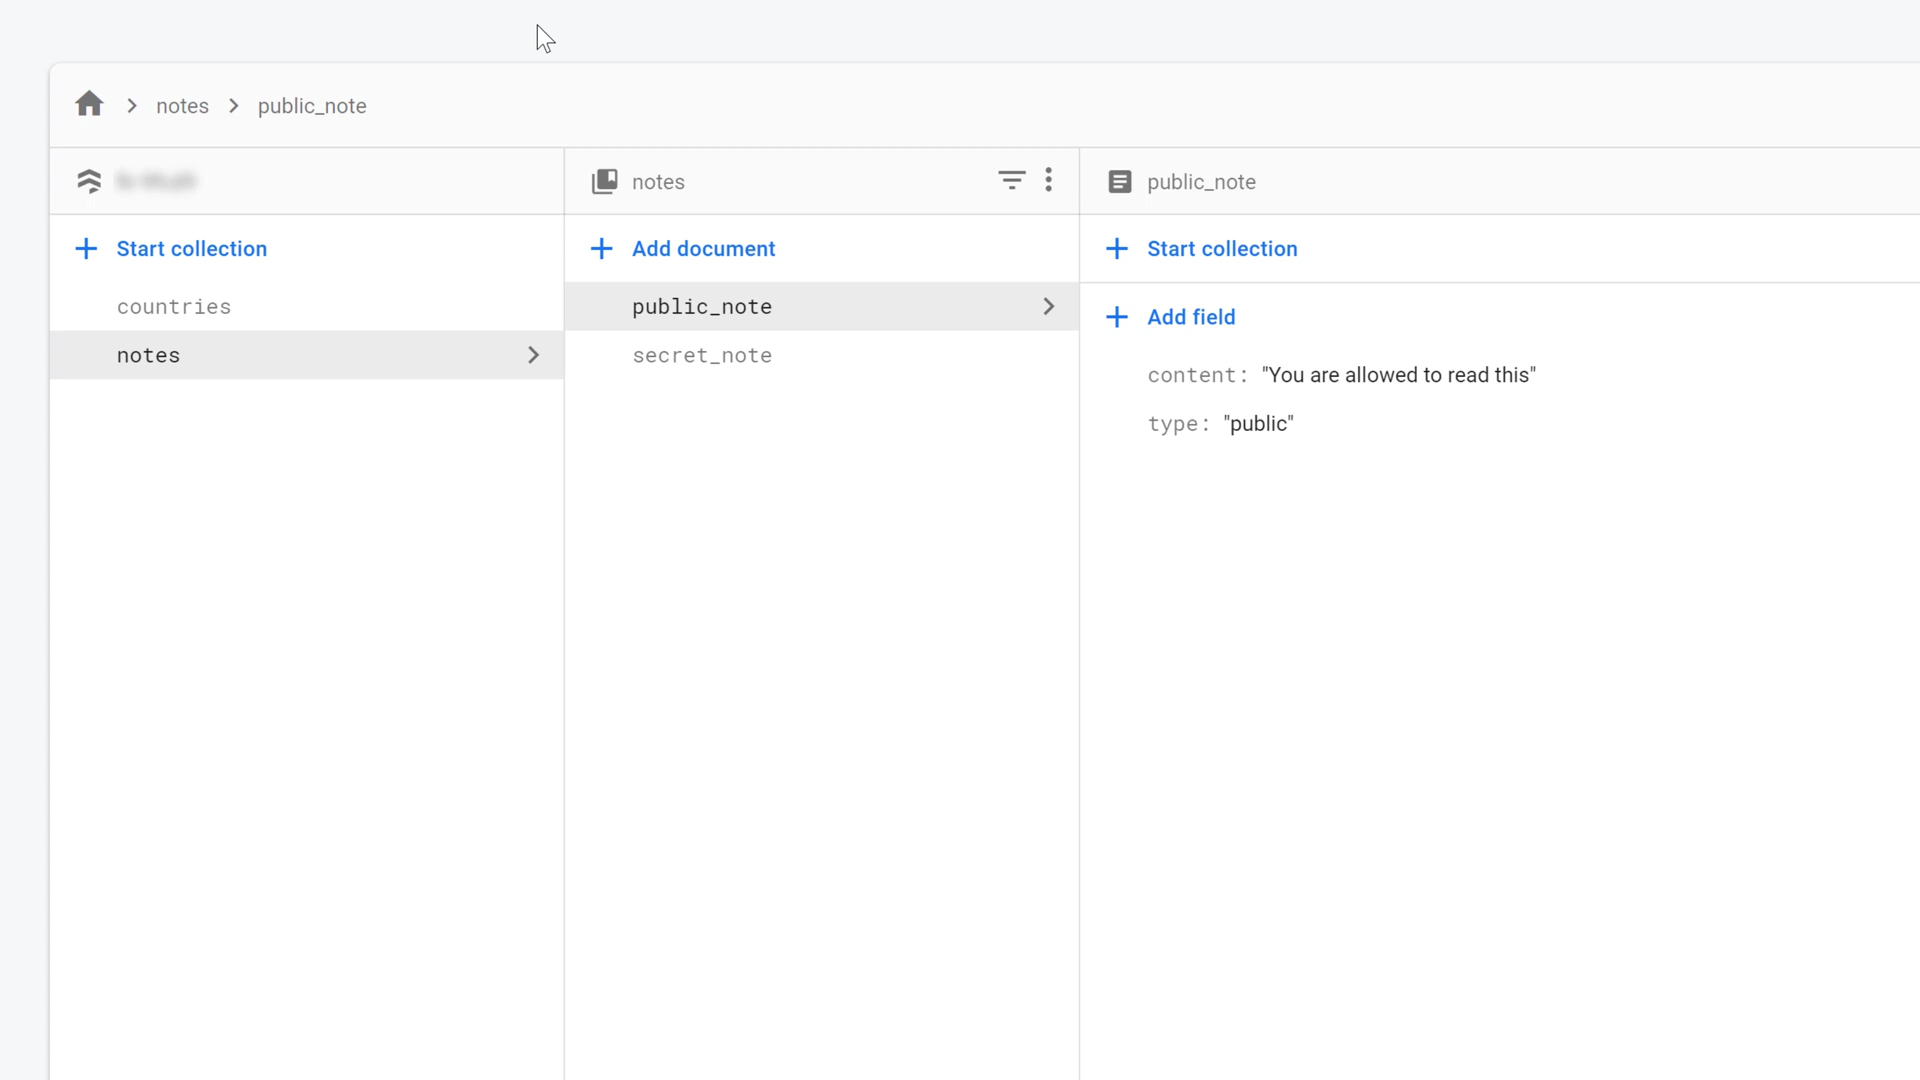 notes
public_note
notes
public_note
Start collection
Add document
Start collection
countries
notes
public_note
secret_note
Add field
content: "You are allowed to read this"
type: "public"